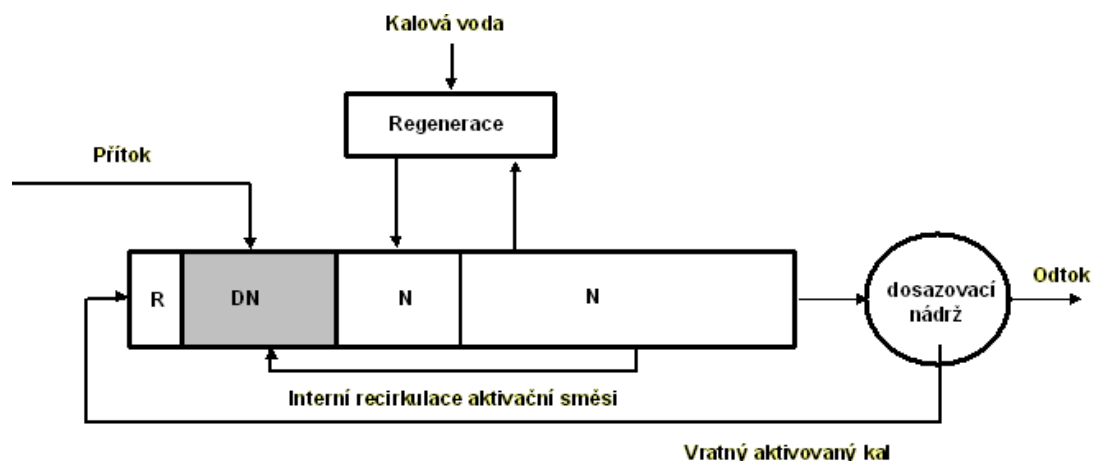 Kalová voda
Regenerace
Přítok
R
DN
N
N
dosazovací
nádrž
Odtok
Interní recirkulace aktivační směsi
Vratný aktivovaný kal